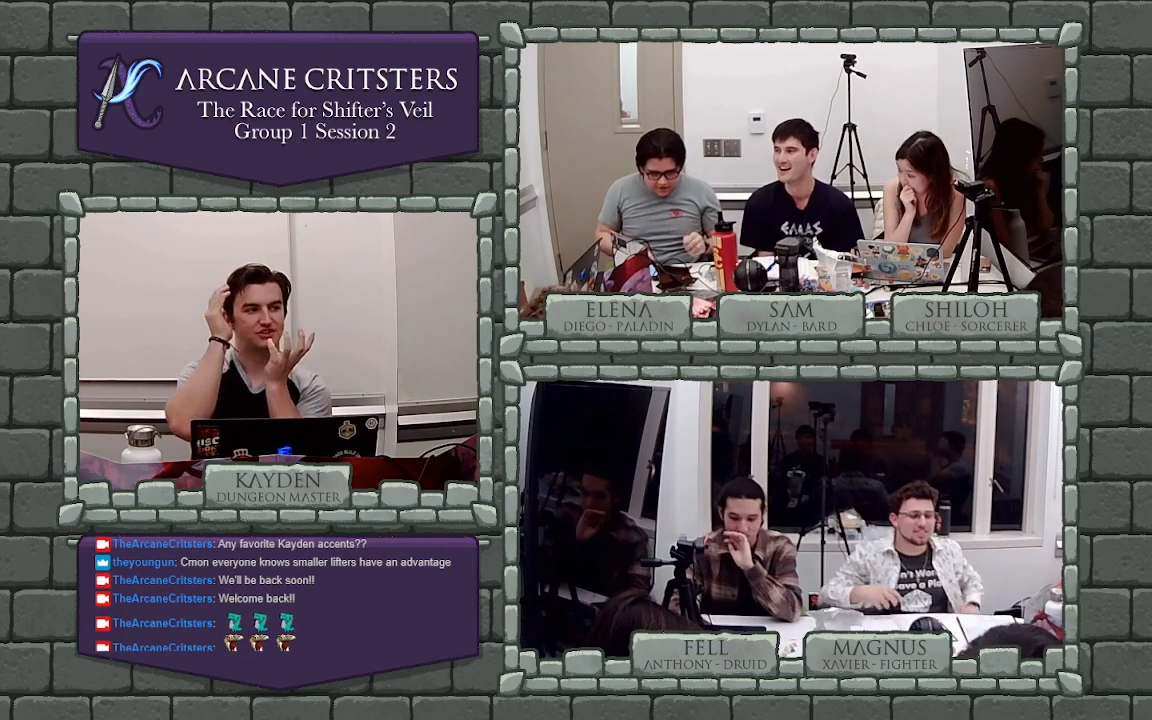 ARCANE CRITSTERS
The Race for Shifter's Veil
Group 1 Session 2
ELENA
DIEGO - PALADIN
SAM
DYLAN - BARD
SHILOH
CHLOE - SORCERER
USC
KAYDEN
DUNGEON MASTER
FELL
ANTHONY - DRUID
MAGNUS
XAVIER - FIGHTER
TheArcaneCritsters: Any favorite Kayden accents??
theyoungun: Cmon everyone knows smaller lifters have an advantage
TheArcaneCritsters: We'll be back soon!!
TheArcaneCritsters: Welcome back!!
TheArcaneCritsters:
TheArcaneCritsters: